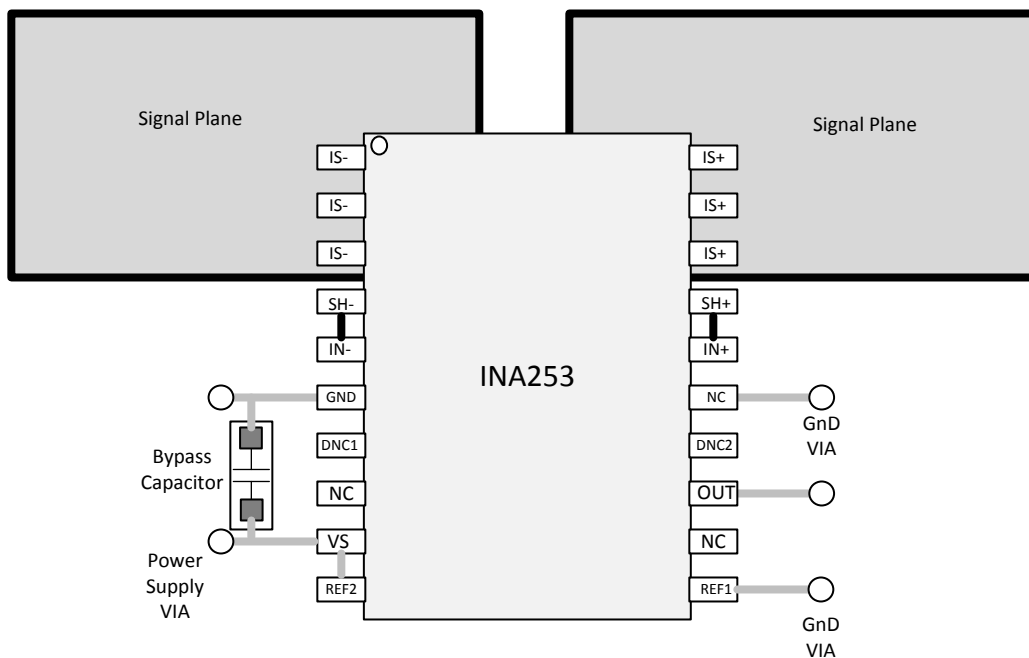 Signal Plane
Signal Plane
IS-
IS+
IS-
IS+
IS-
IS+
SH-
SH+
IN-
IN+
INA253
GND
NC
GnD
VIA
DNC1
DNC2
Bypass
Capacitor
NC
OUT
VS
NC
Power
Supply
VIA
REF2
REF1
GnD
VIA